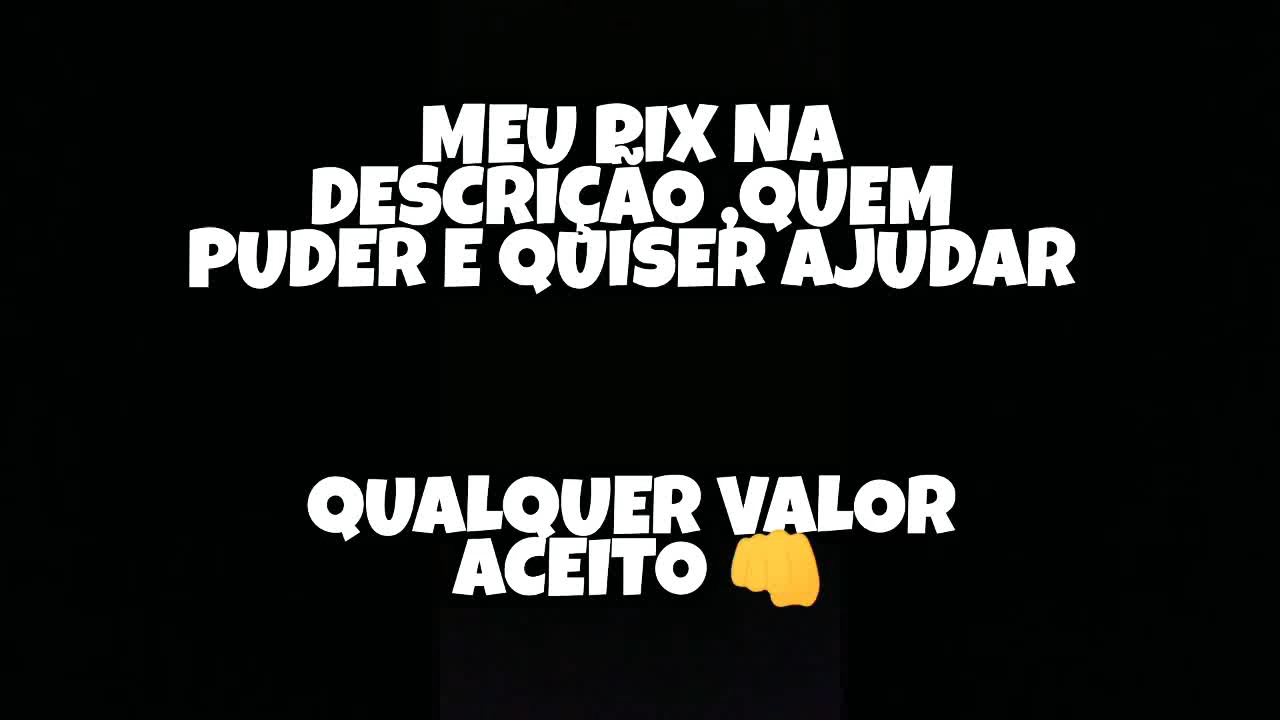 MEU PIX NA
DESCRIÇÃO ,QUEM
PUDER E QUISER AJUDAR
QUALQUER VALOR
ACEITO 👊